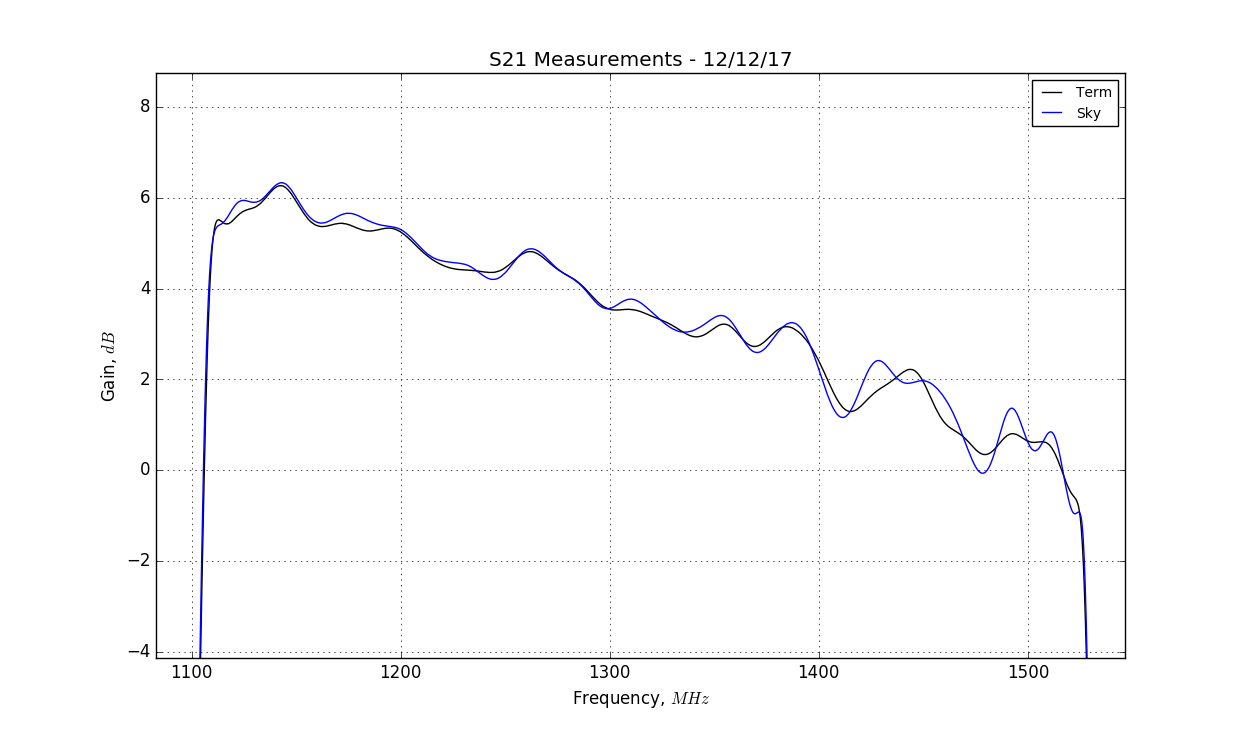 S21 Measurements - 12/12/17
Term
Sky
8
6
4
2
0
−2
−4
Gain, dB
1100 1200 1300 1400 1500
Frequency, MHz